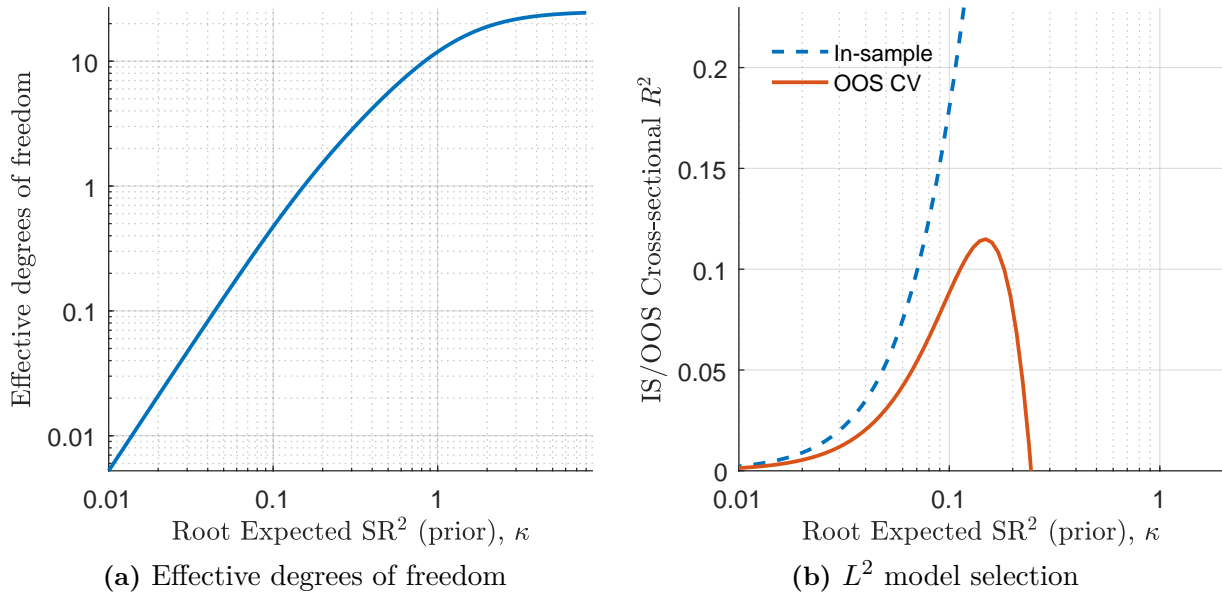 Effective degrees of freedom
10
1
0.1
0.01
0.01
0.1
1
Root Expected SR² (prior), κ
(a) Effective degrees of freedom
IS/OOS Cross-sectional R²
0.2
0.15
0.1
0.05
0
In-sample
OOS CV
0.01
0.1
1
Root Expected SR² (prior), κ
(b) L² model selection